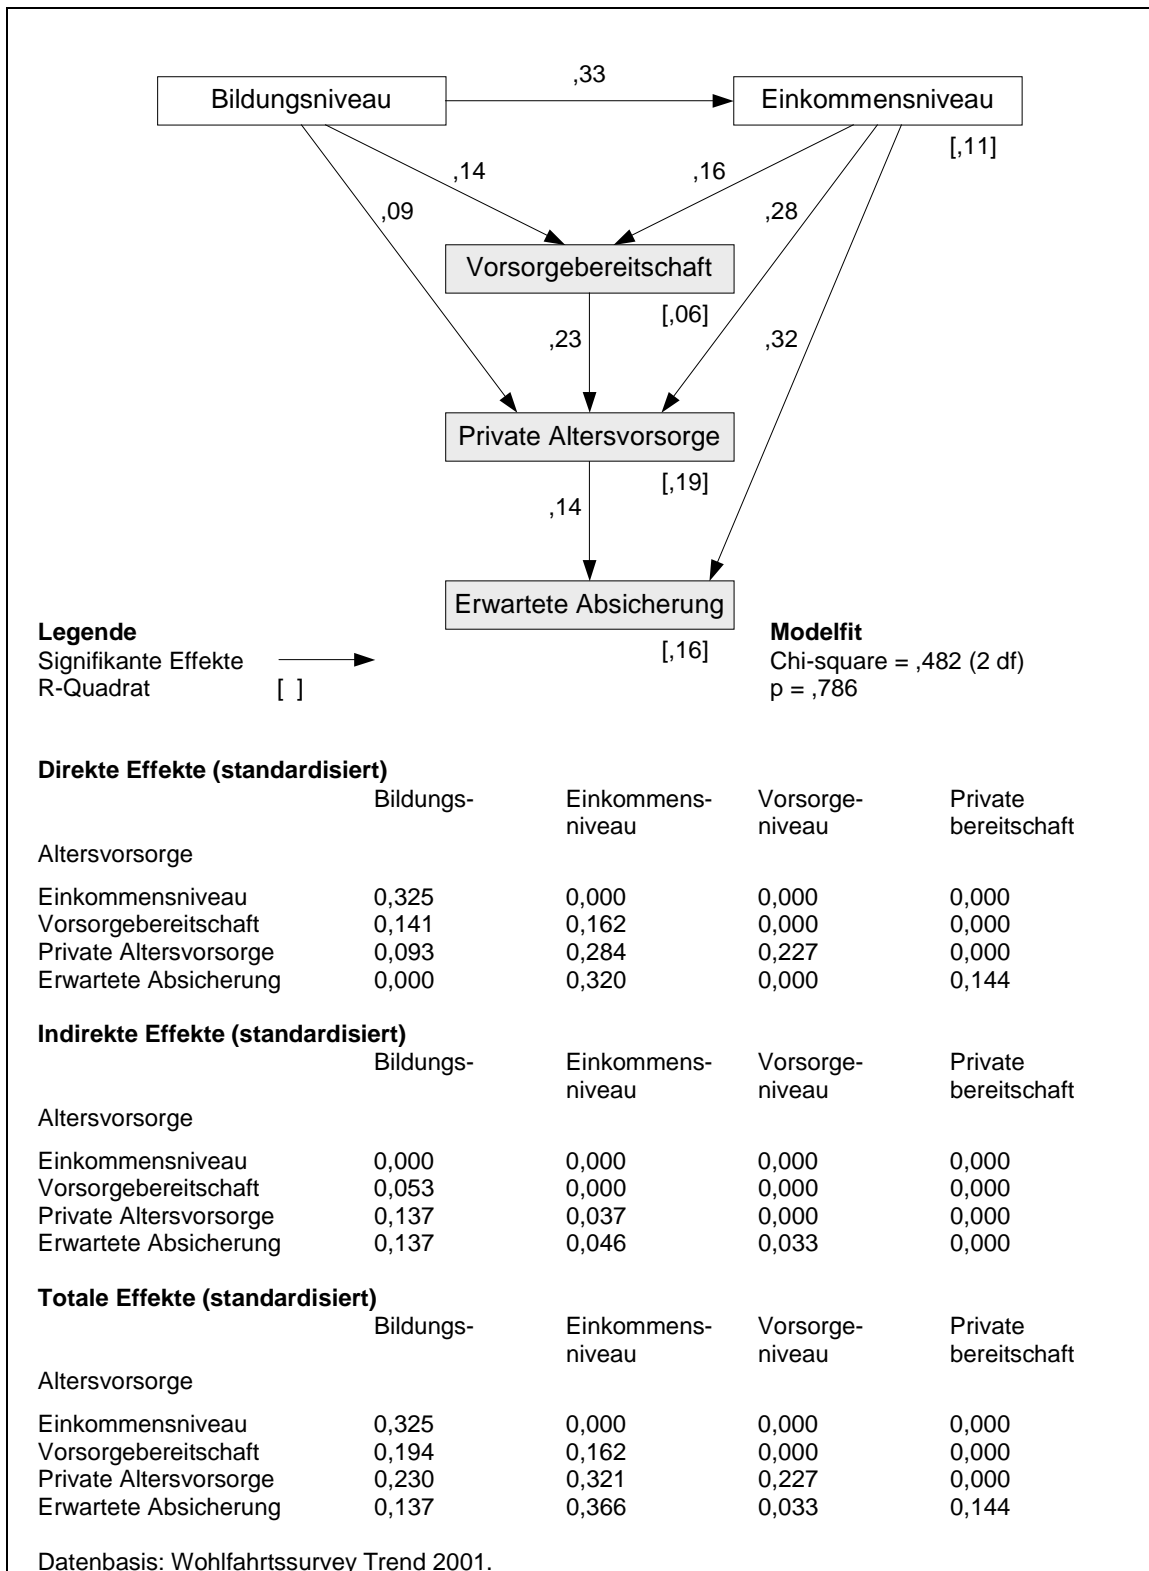 ,33
Bildungsniveau Einkommensniveau
[,11]
,14 ,16
,09 ,28
Vorsorgebereitschaft
[,06]
,23 ,32
Private Altersvorsorge
[,19]
,14
Erwartete Absicherung
[,16]
Legende
Signifikante Effekte
R-Quadrat [ ]
Modelfit
Chi-square = ,482 (2 df)
p = ,786
Direkte Effekte (standardisiert)
Bildungs- Einkommens- Vorsorge- Private
niveau niveau bereitschaft
Altersvorsorge
Einkommensniveau 0,325 0,000 0,000 0,000
Vorsorgebereitschaft 0,141 0,162 0,000 0,000
Private Altersvorsorge 0,093 0,284 0,227 0,000
Erwartete Absicherung 0,000 0,320 0,000 0,144
Indirekte Effekte (standardisiert)
Bildungs- Einkommens- Vorsorge- Private
niveau niveau bereitschaft
Altersvorsorge
Einkommensniveau 0,000 0,000 0,000 0,000
Vorsorgebereitschaft 0,053 0,000 0,000 0,000
Private Altersvorsorge 0,137 0,037 0,000 0,000
Erwartete Absicherung 0,137 0,046 0,033 0,000
Totale Effekte (standardisiert)
Bildungs- Einkommens- Vorsorge- Private
niveau niveau bereitschaft
Altersvorsorge
Einkommensniveau 0,325 0,000 0,000 0,000
Vorsorgebereitschaft 0,194 0,162 0,000 0,000
Private Altersvorsorge 0,230 0,321 0,227 0,000
Erwartete Absicherung 0,137 0,366 0,033 0,144
Datenbasis: Wohlfahrtssurvey Trend 2001.